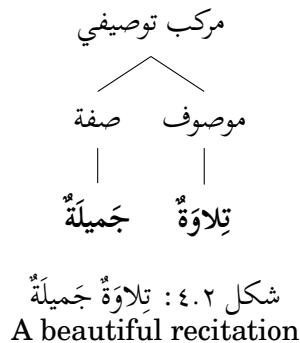 مركب توصيفي
موصوف صفة
تِلاوَةٌ جَميلَةٌ
شكل ٤.٢: تِلاوَةٌ جَميلَةٌ
A beautiful recitation